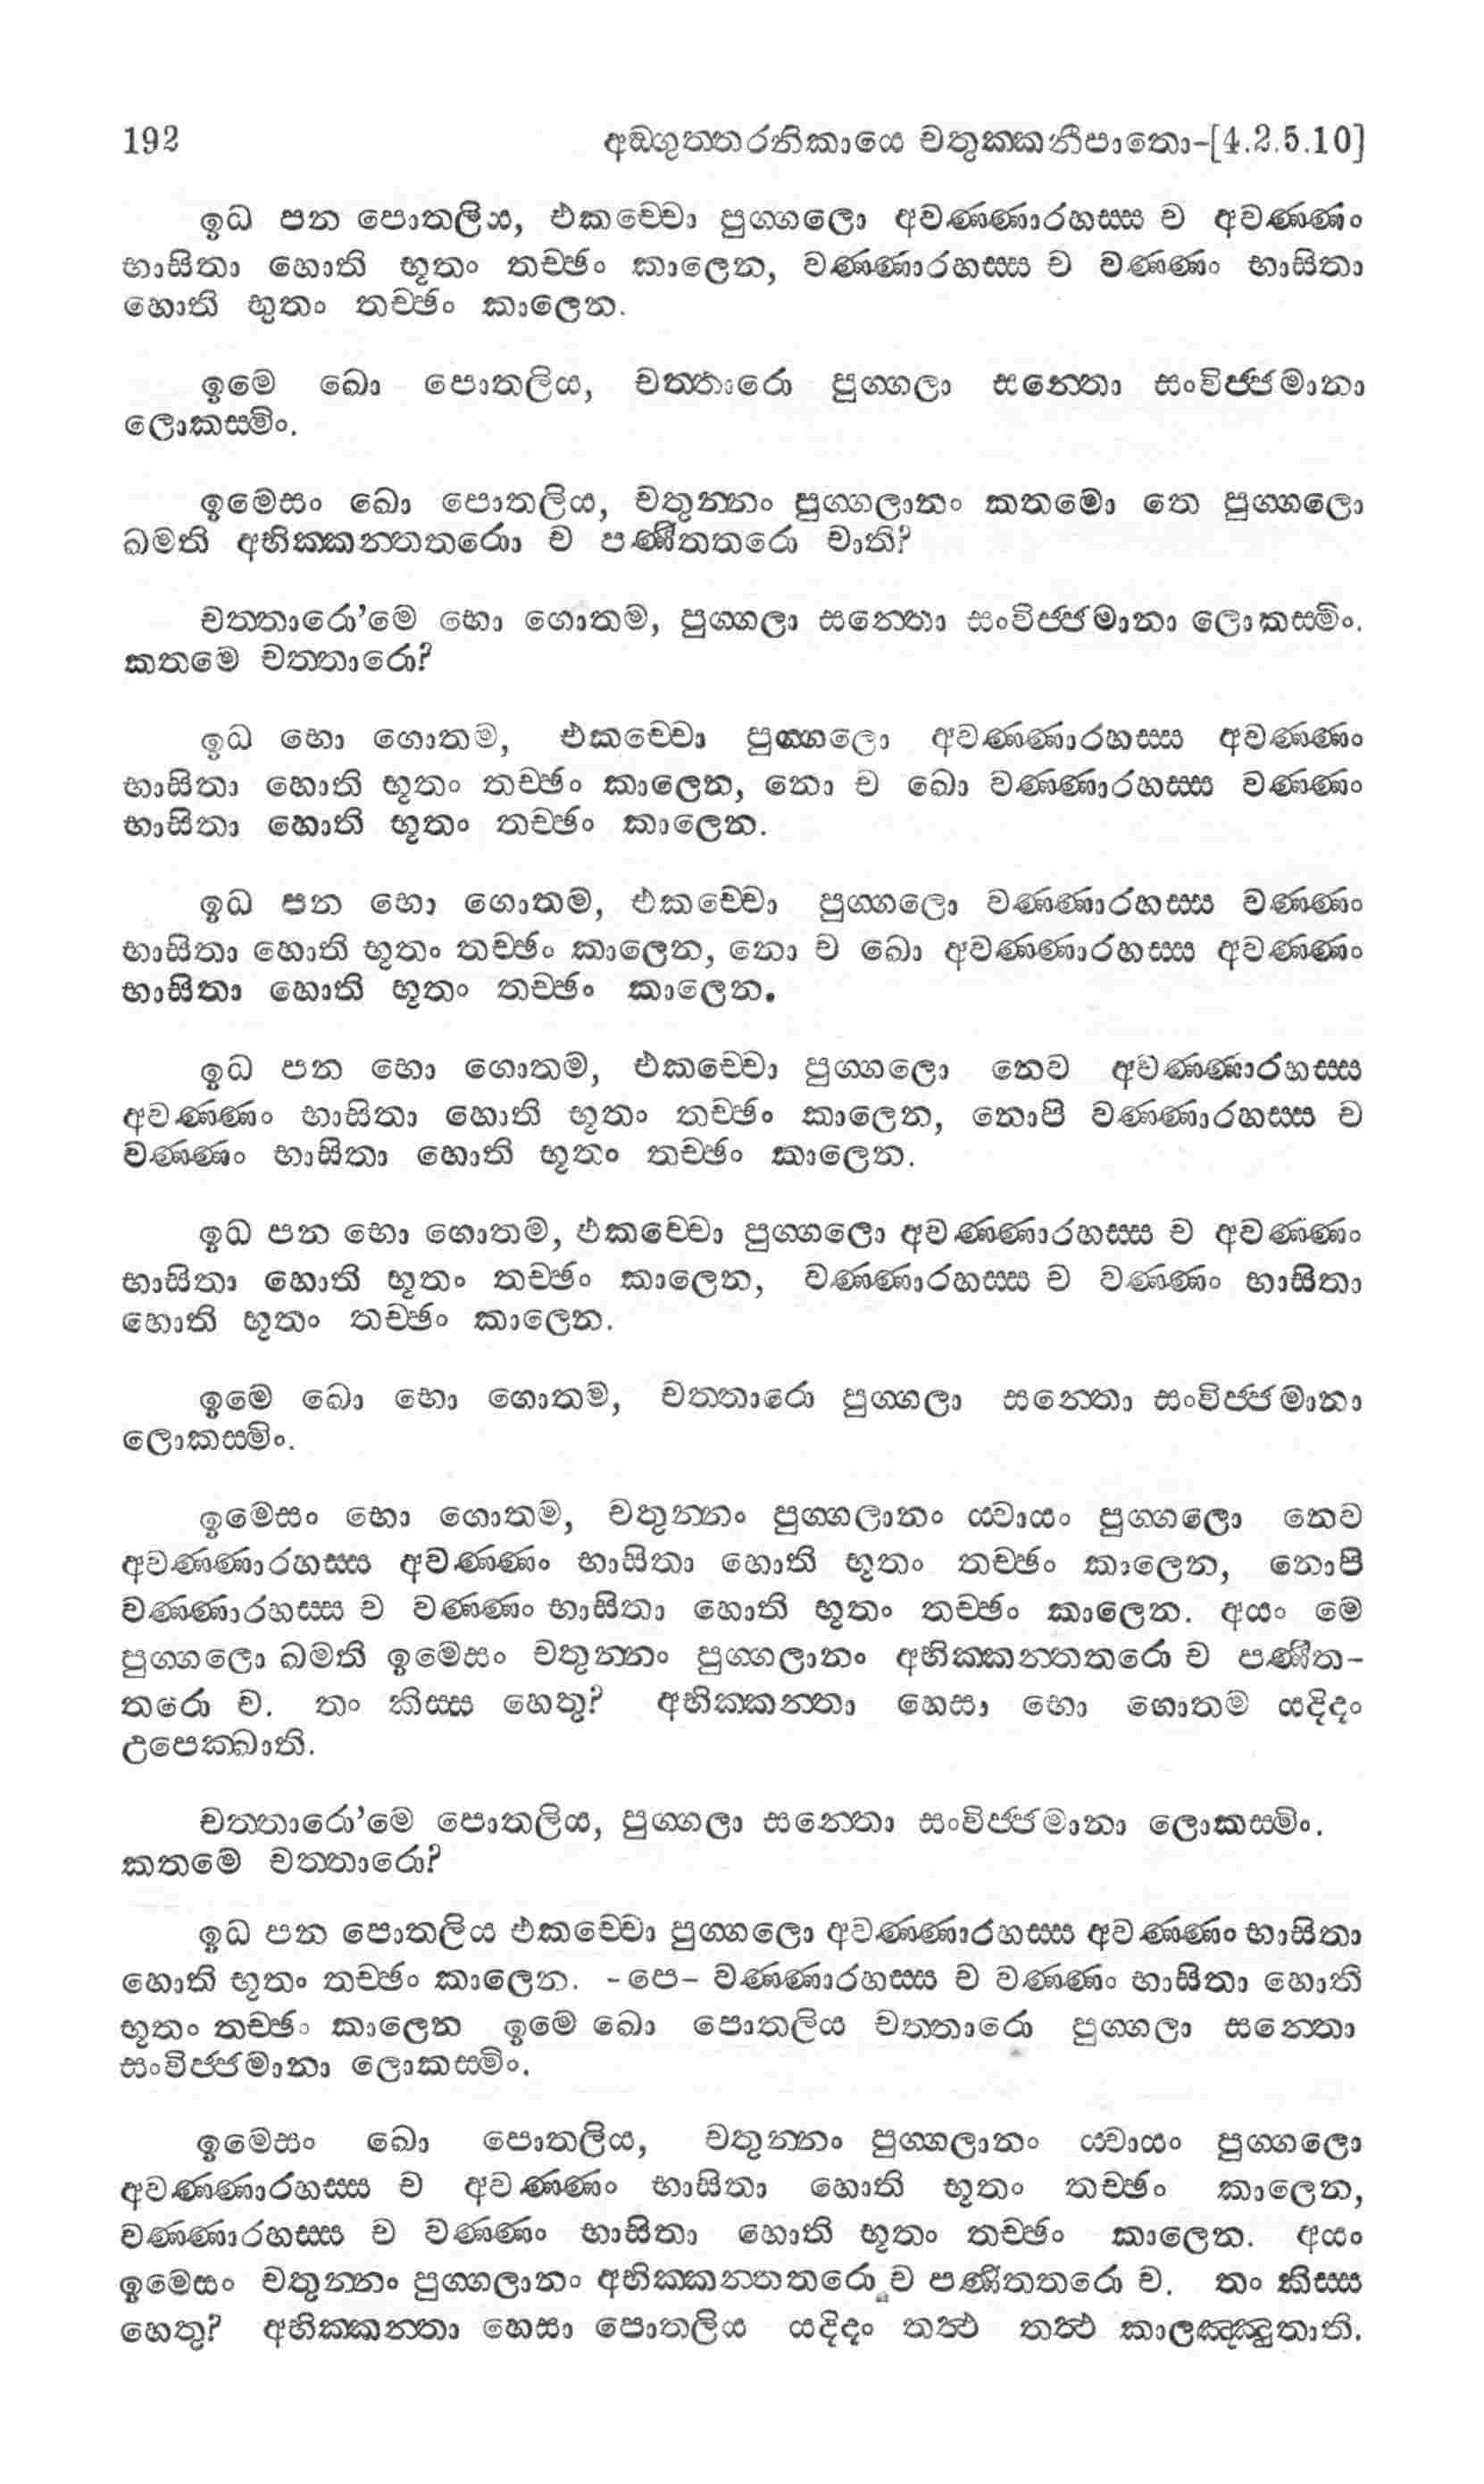 192 අඞගුත්තරනිකායෙ චතුක්කනිපාතො-[4.2.5.10]
ඉධ පන පොතලිය, එකච්චො පුග්ගලො අවණ්ණාරහස්ස ච අවණ්ණං
භාසිතා හොති භූතං තච්ඡං කාලෙන, වණ්ණාරහස්ස ච වණ්ණං භාසිතා
හොති භූතං තච්ඡං කාලෙන.
ඉමෙ ඛො පොතලිය, චත්තාරො පුග්ගලා සන්තො සංවිජ්ජමානා
ලොකස්මිං.
ඉමෙසං ඛො පොතලිය, චතුන්නං පුග්ගලානං කතමො තෙ පුග්ගලො
ඛමති අභික්කන්තතරො ච පණීතතරො චාති?
චත්තාරො’මෙ භො ගොතම, පුග්ගලා සන්තො සංවිජ්ජමානා ලොකස්මිං.
කතමෙ චත්තාරො?
ඉධ භො ගොතම, එකච්චො පුග්ගලො අවණ්ණාරහස්ස අවණ්ණං
භාසිතා හොති භූතං තච්ඡං කාලෙන, නො ච ඛො වණ්ණාරහස්ස වණ්ණං
භාසිතා හොති භූතං තච්ඡං කාලෙන.
ඉධ පන භො ගොතම, එකච්චො පුග්ගලො වණ්ණාරහස්ස වණ්ණං
භාසිතා හොති භූතං තච්ඡං කාලෙන, නො ච ඛො අවණ්ණාරහස්ස අවණ්ණං
භාසිතා හොති භූතං තච්ඡං කාලෙන.
ඉධ පන භො ගොතම, එකච්චො පුග්ගලො නෙව අවණ්ණාරහස්ස
අවණ්ණං භාසිතා හොති භූතං තච්ඡං කාලෙන, නොපි වණ්ණාරහස්ස ච
වණ්ණං භාසිතා හොති භූතං තච්ඡං කාලෙන.
ඉධ පන භො ගොතම, එකච්චො පුග්ගලො අවණ්ණාරහස්ස ච අවණ්ණං
භාසිතා හොති භූතං තච්ඡං කාලෙන, වණ්ණාරහස්ස ච වණ්ණං භාසිතා
හොති භූතං තච්ඡං කාලෙන.
ඉමෙ ඛො භො ගොතම, චත්තාරො පුග්ගලා සන්තො සංවිජ්ජමානා
ලොකස්මිං.
ඉමෙසං භො ගොතම, චතුන්නං පුග්ගලානං ය්වායං පුග්ගලො නෙව
අවණ්ණාරහස්ස අවණ්ණං භාසිතා හොති භූතං තච්ඡං කාලෙන, නොපි
වණ්ණාරහස්ස ච වණ්ණං භාසිතා හොති භූතං තච්ඡං කාලෙන. අයං මෙ
පුග්ගලො ඛමති ඉමෙසං චතුන්නං පුග්ගලානං අභික්කන්තතරො ච පණීත-
තරො ච. තං කිස්ස හෙතු? අභික්කන්තා හෙසා භො ගොතම යදිදං
උපෙක්ඛාති.
චත්තාරො’මෙ පොතලිය, පුග්ගලා සන්තො සංවිජ්ජමානා ලොකස්මිං.
කතමෙ චත්තාරො?
ඉධ පන පොතලිය එකච්චො පුග්ගලො අවණ්ණාරහස්ස අවණ්ණං භාසිතා
හොති භූතං තච්ඡං කාලෙන. -පෙ- වණ්ණාරහස්ස ච වණ්ණං භාසිතා හොති
භූතං තච්ඡං කාලෙන ඉමෙ ඛො පොතලිය චත්තාරො පුග්ගලා සන්තො
සංවිජ්ජමානා ලොකස්මිං.
ඉමෙසං ඛො පොතලිය, චතුන්නං පුග්ගලානං ය්වායං පුග්ගලො
අවණ්ණාරහස්ස ච අවණ්ණං භාසිතා හොති භූතං තච්ඡං කාලෙන,
වණ්ණාරහස්ස ච වණ්ණං භාසිතා හොති භූතං තච්ඡං කාලෙන. අයං
ඉමෙසං චතුන්නං පුග්ගලානං අභික්කන්තතරො ච පණීතතරො ච. තං කිස්ස
හෙතු? අභික්කන්තා හෙසා පොතලිය යදිදං තත්ථ තත්ථ කාලඤ්ඤුතාති.